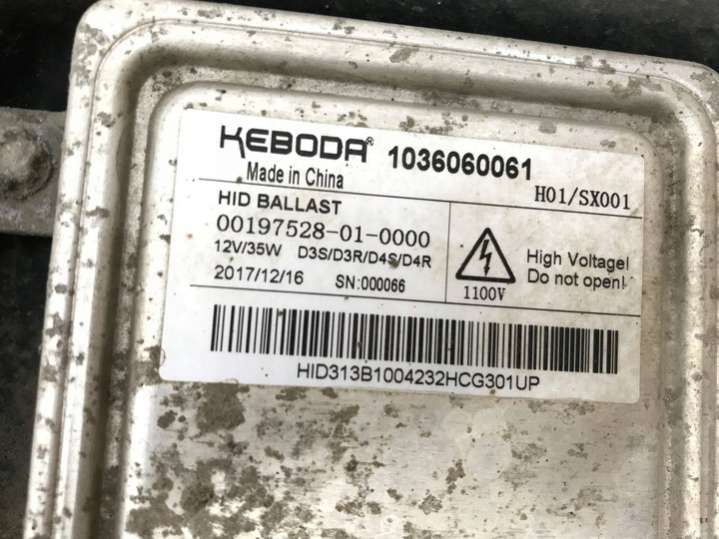 KEBODA® 1036060061
Made in China
H01/SX001
HID BALLAST
00197528-01-0000
12V/35W D3S/D3R/D4S/D4R
2017/12/16 SN:000066
High Voltage!
Do not open!
1100V
HID313B1004232HCG301UP